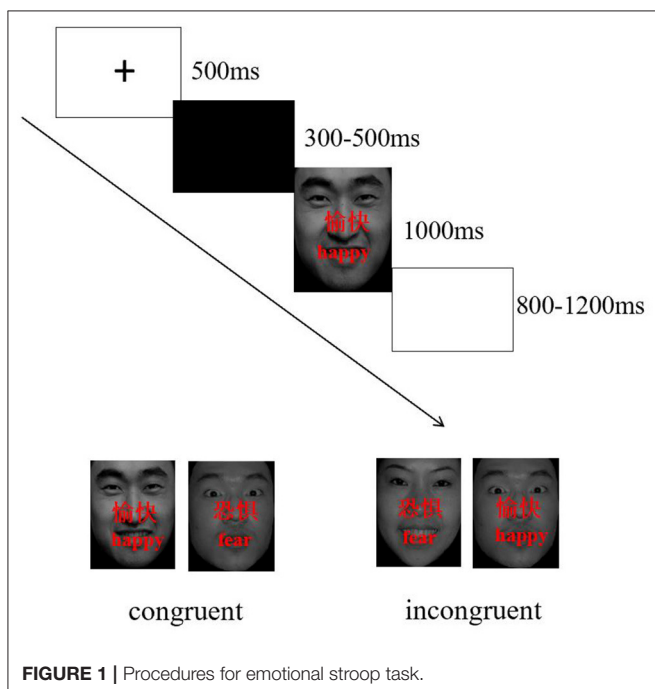 +
500ms
300-500ms
愉快
happy
1000ms
800-1200ms
愉快
happy
恐惧
fear
恐惧
fear
愉快
happy
congruent
incongruent
FIGURE 1 | Procedures for emotional stroop task.